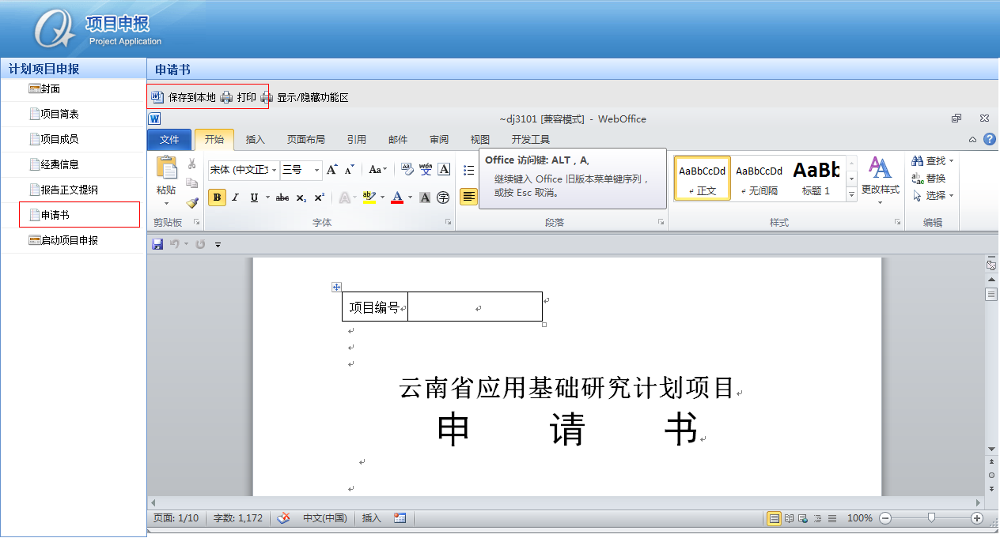 项目申报
Project Application
计划项目申报
封面
项目简表
项目成员
经费信息
报告正文提纲
申请书
启动项目申报
申请书
保存到本地 打印 显示/隐藏功能区
~dj3101 [兼容模式] - WebOffice
文件 开始 插入 页面布局 引用 邮件 审阅 视图 开发工具
Office 访问键: ALT，A,
继续键入 Office 旧版本菜单键序列，
或按 Esc 取消。
粘贴
剪贴板
宋体 (中文正文 三号
字体
段落
AaBbCcDd AaBbCcDd AaBb
正文 无间隔 标题 1
更改样式
样式
查找
替换
选择
编辑
项目编号
云南省应用基础研究计划项目
申 请 书
页面: 1/10 字数: 1,172 中文(中国) 插入 100%